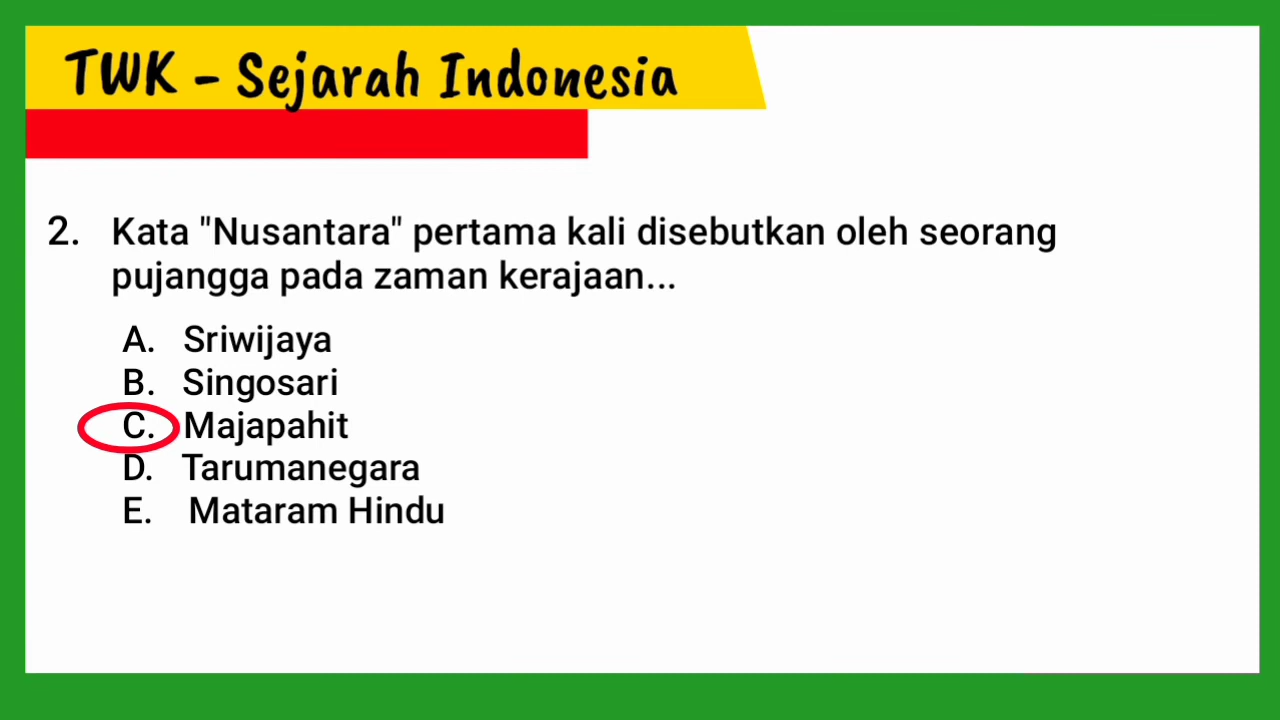 TWK - Sejarah Indonesia
2. Kata "Nusantara" pertama kali disebutkan oleh seorang
pujangga pada zaman kerajaan...
A. Sriwijaya
B. Singosari
C. Majapahit
D. Tarumanegara
E. Mataram Hindu